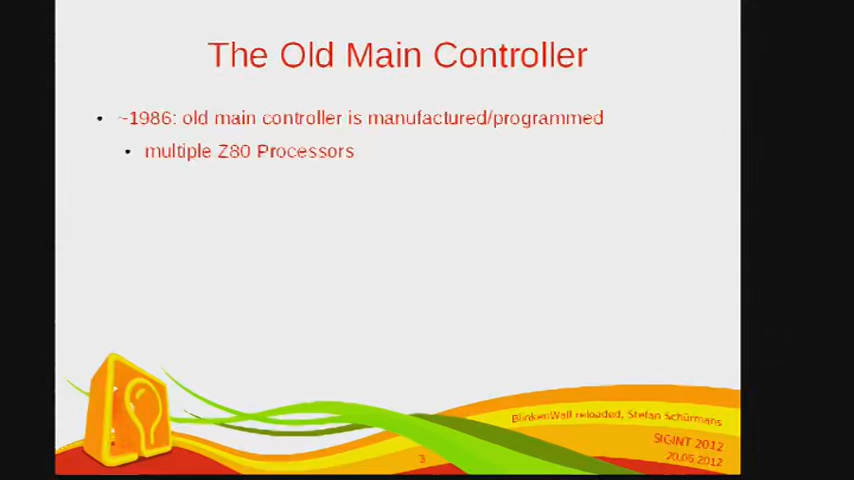 The Old Main Controller
• ~1986: old main controller is manufactured/programmed
• multiple Z80 Processors
BlinkenWall reloaded, Stefan Schürmans
SIGINT 2012
3
20.05.2012